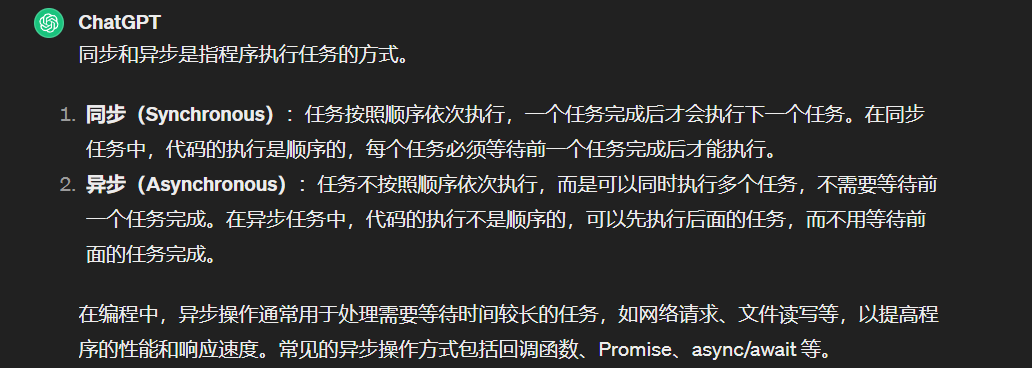 ChatGPT
同步和异步是指程序执行任务的方式。
1. 同步（Synchronous）：任务按照顺序依次执行，一个任务完成后才会执行下一个任务。在同步
任务中，代码的执行是顺序的，每个任务必须等待前一个任务完成后才能执行。
2. 异步（Asynchronous）：任务不按照顺序依次执行，而是可以同时执行多个任务，不需要等待前
一个任务完成。在异步任务中，代码的执行不是顺序的，可以先执行后面的任务，而不用等待前
面的任务完成。
在编程中，异步操作通常用于处理需要等待时间较长的任务，如网络请求、文件读写等，以提高程
序的性能和响应速度。常见的异步操作方式包括回调函数、Promise、async/await 等。